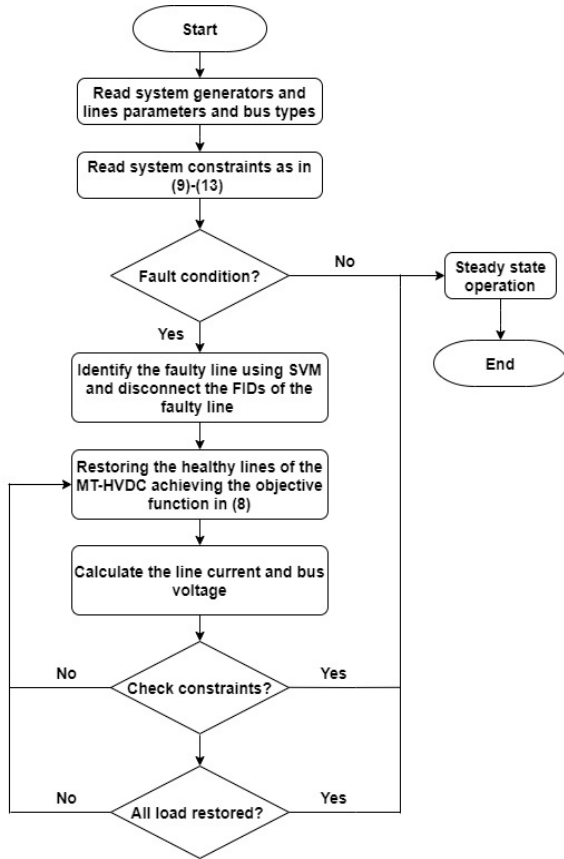 Start
Read system generators and
lines parameters and bus types
Read system constraints as in
(9)-(13)
Fault condition?
No
Steady state
operation
End
Yes
Identify the faulty line using SVM
and disconnect the FIDs of the
faulty line
Restoring the healthy lines of the
MT-HVDC achieving the objective
function in (8)
Calculate the line current and bus
voltage
No
Check constraints?
Yes
No
All load restored?
Yes